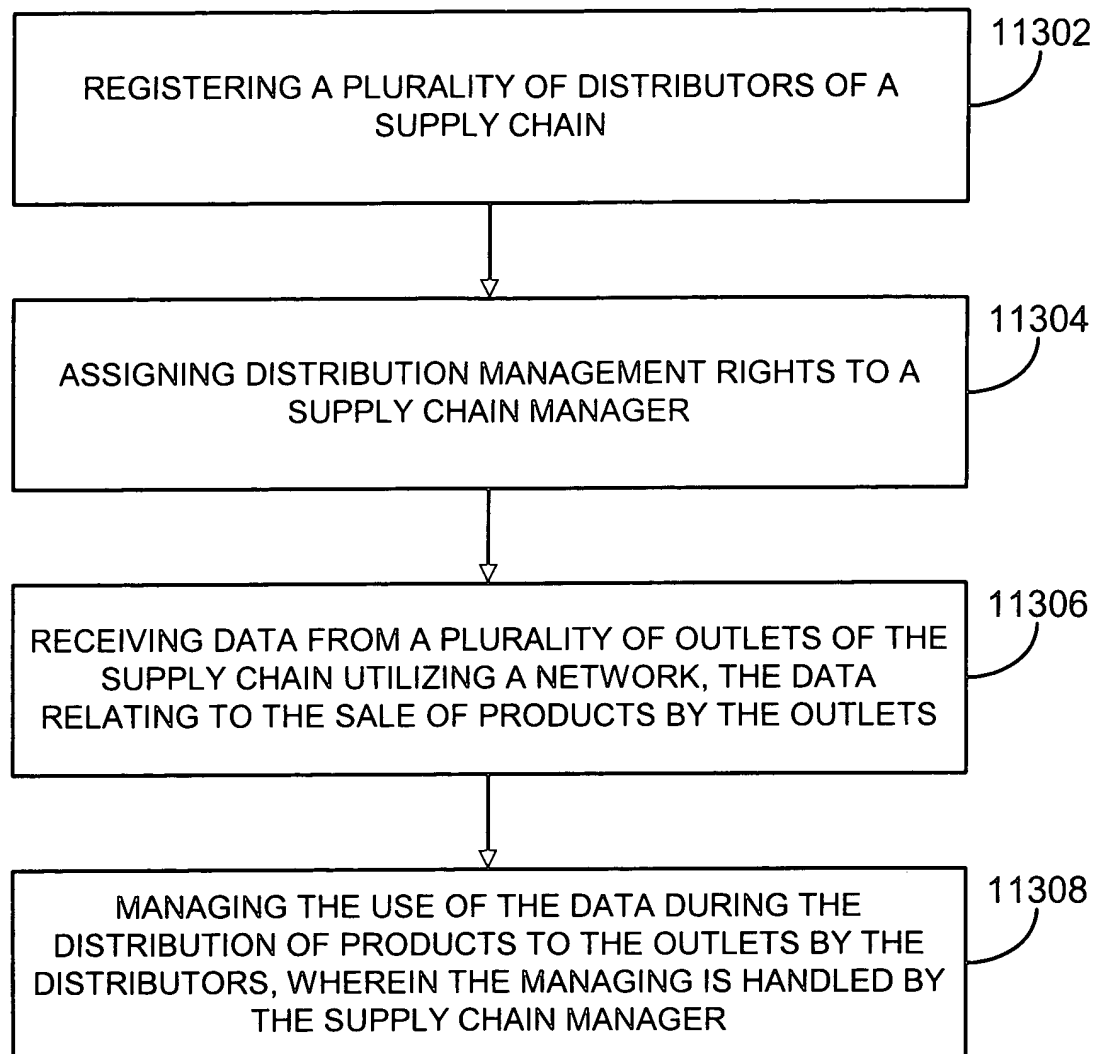 11302
REGISTERING A PLURALITY OF DISTRIBUTORS OF A
SUPPLY CHAIN
11304
ASSIGNING DISTRIBUTION MANAGEMENT RIGHTS TO A
SUPPLY CHAIN MANAGER
11306
RECEIVING DATA FROM A PLURALITY OF OUTLETS OF THE
SUPPLY CHAIN UTILIZING A NETWORK, THE DATA
RELATING TO THE SALE OF PRODUCTS BY THE OUTLETS
11308
MANAGING THE USE OF THE DATA DURING THE
DISTRIBUTION OF PRODUCTS TO THE OUTLETS BY THE
DISTRIBUTORS, WHEREIN THE MANAGING IS HANDLED BY
THE SUPPLY CHAIN MANAGER